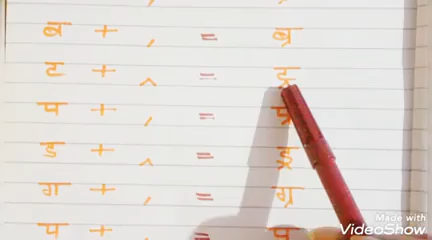 ब + ्र = ब्र
ट + ्र = ट्र
प + ्र = प्र
ड + ्र = ड्र
ग + ्र = ग्र
प + ्र = प्र
Made with
VideoShow